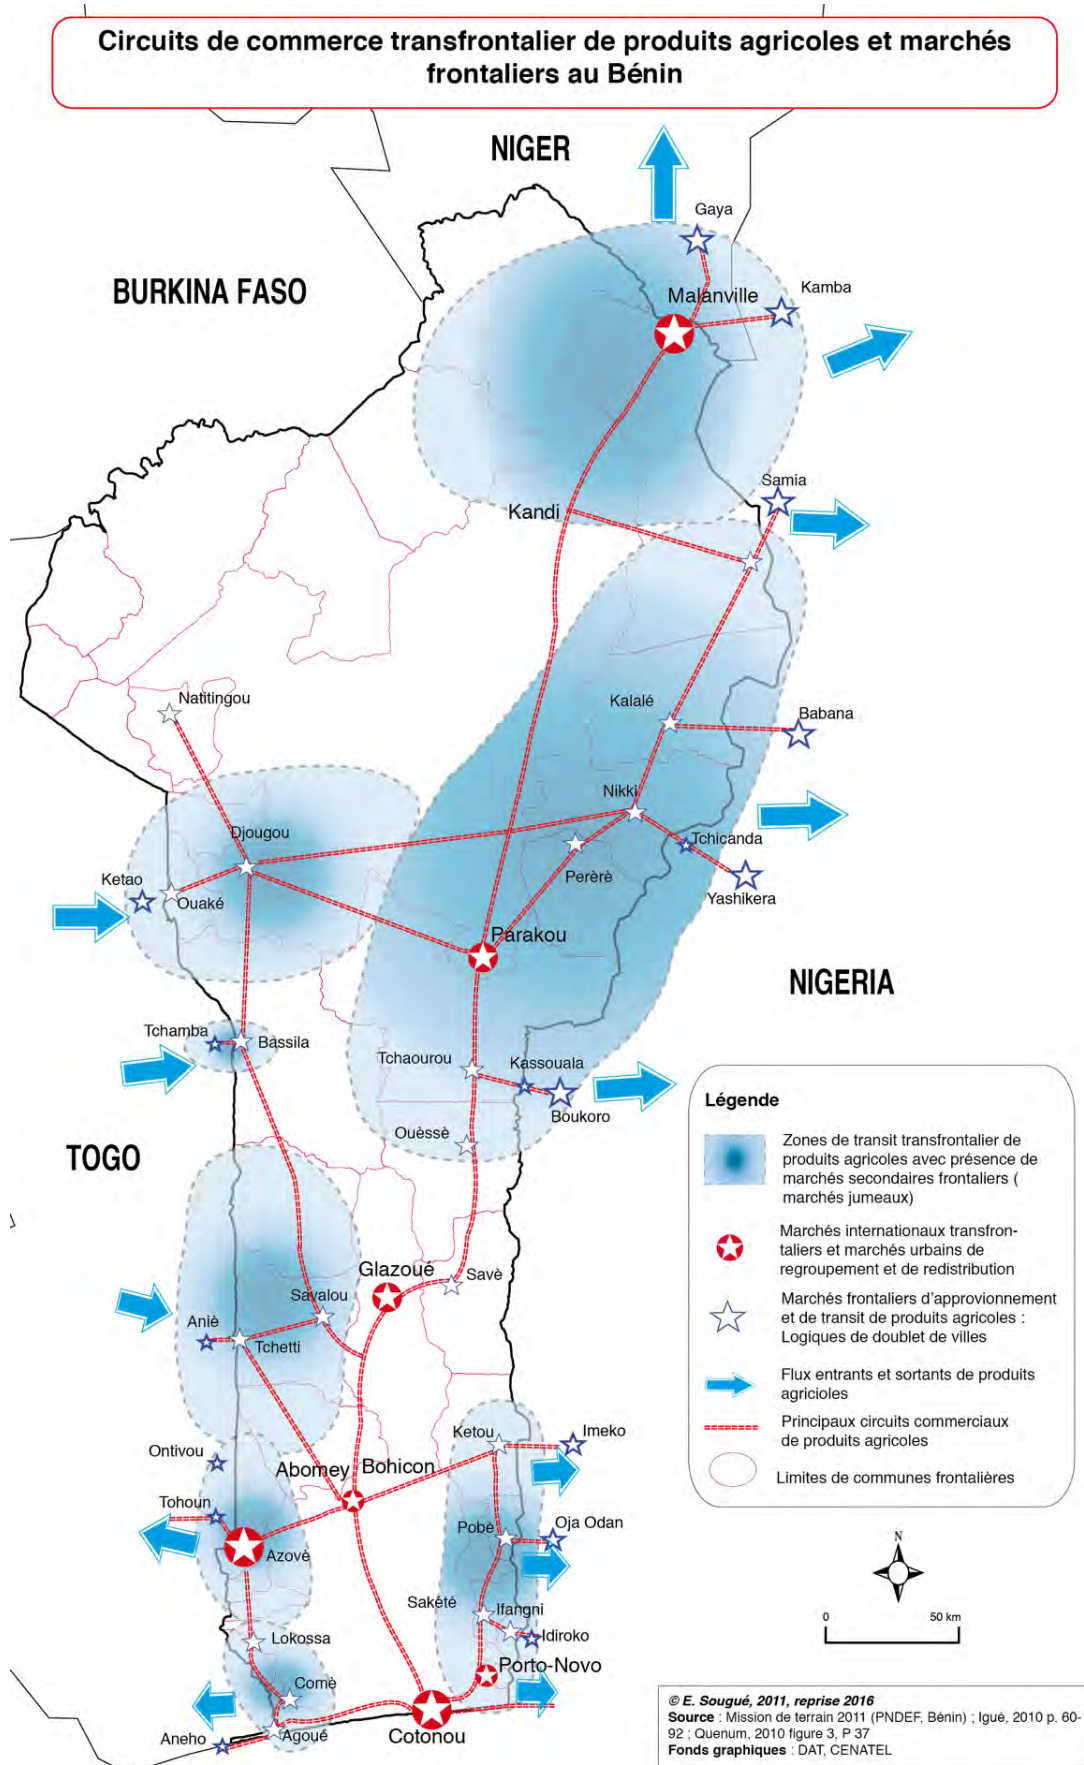 Circuits de commerce transfrontalier de produits agricoles et marchés
frontaliers au Bénin
NIGER
Gaya
BURKINA FASO
Malanville
Kamba
Samia
Kandi
Natitingou
Kalalé
Babana
Nikki
Djougou
Tchicanda
Ketao
Ouaké
Perèrè
Yashikera
Parakou
NIGERIA
Tchamba
Bassila
Tchaourou
Kassouala
Boukoro
Ouèssè
TOGO
Glazoué
Savè
Savalou
Aniè
Tchetti
Ketou
Imeko
Ontivou
Abomey
Bohicon
Tohoun
Pobè
Oja Odan
Azovè
Sakété
Ifangni
Idiroko
Lokossa
Porto-Novo
Comè
Aneho
Agoué
Cotonou
Légende
Zones de transit transfrontalier de
produits agricoles avec présence de
marchés secondaires frontaliers (
marchés jumeaux)
Marchés internationaux transfron-
taliers et marchés urbains de
regroupement et de redistribution
Marchés frontaliers d'approvionnement
et de transit de produits agricoles :
Logiques de doublet de villes
Flux entrants et sortants de produits
agricioles
Principaux circuits commerciaux
de produits agricoles
Limites de communes frontalières
N
0 50 km
© E. Sougué, 2011, reprise 2016
Source : Mission de terrain 2011 (PNDEF, Bénin) ; Igué, 2010 p. 60-
92 ; Quenum, 2010 figure 3, P 37
Fonds graphiques : DAT, CENATEL